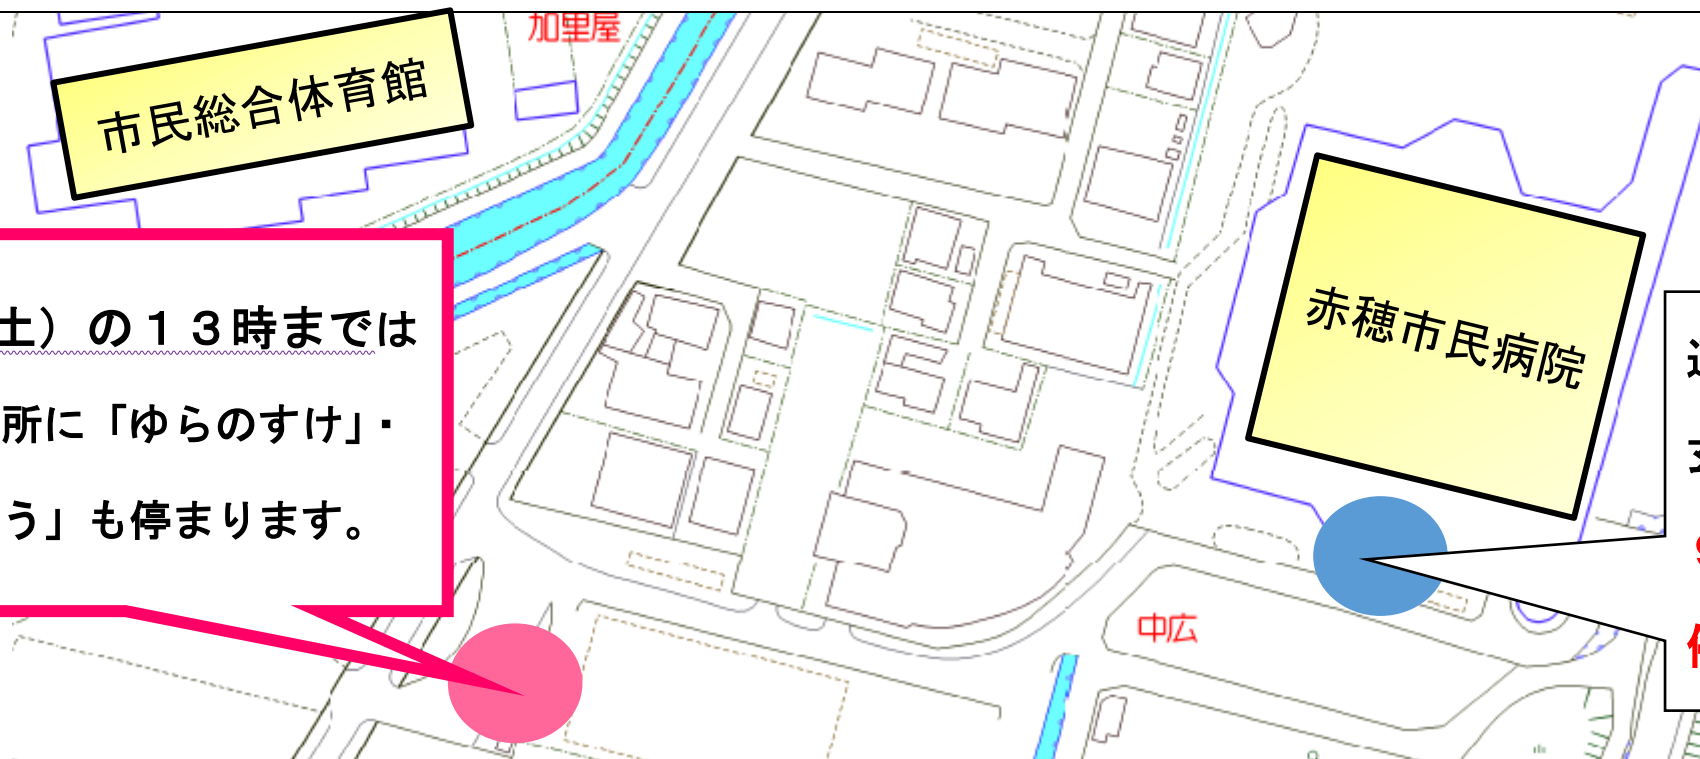 加里屋
市民総合体育館
土）の１３時までは
所に「ゆらのすけ」・
う」も停まります。
赤穂市民病院
中広